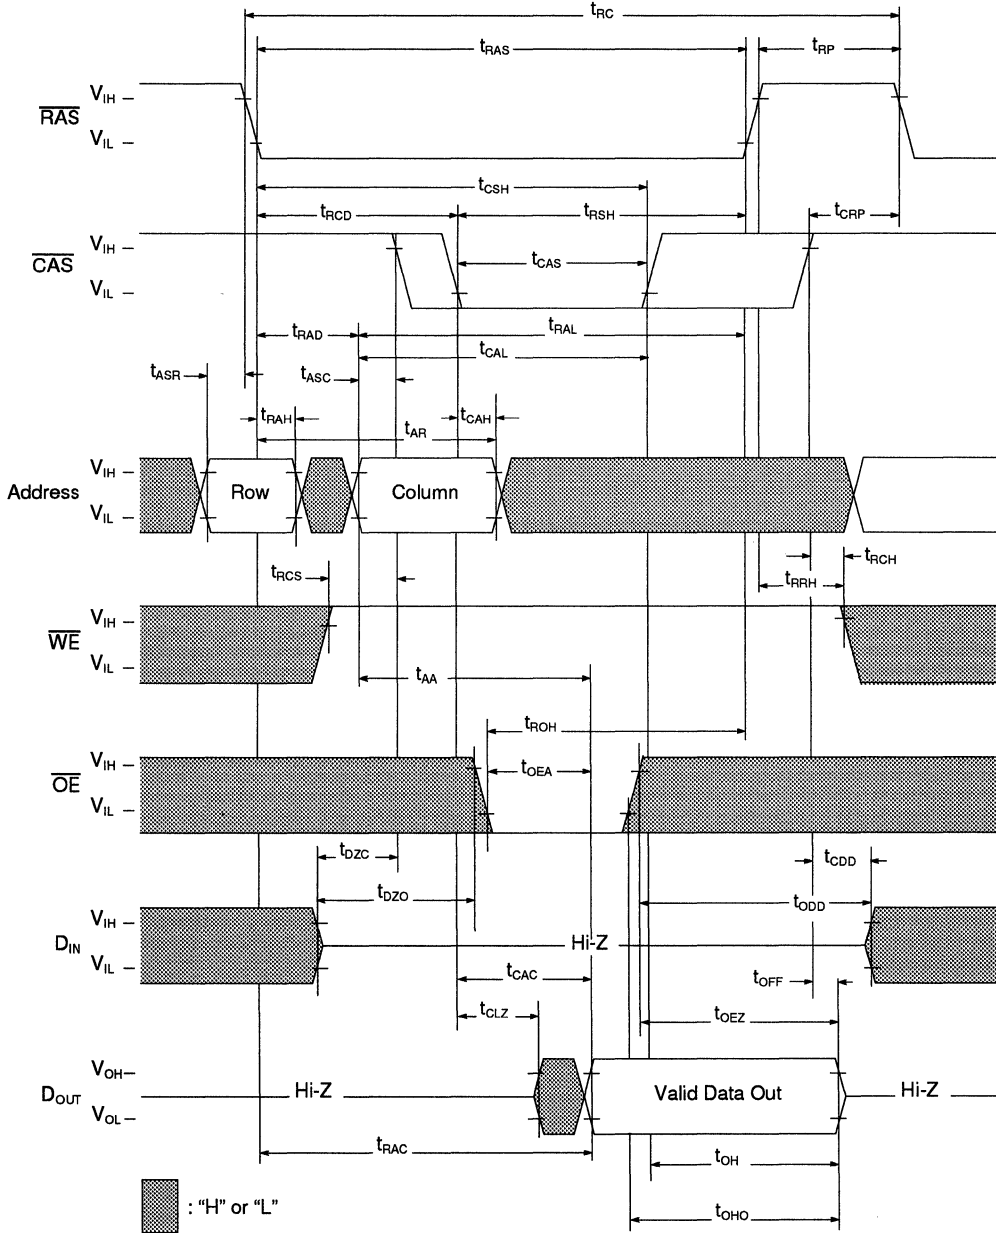 tRC
tRAS
tRP
RAS
VIH
VIL
tCSH
tRCD
tRSH
tCRP
CAS
VIH
VIL
tCAS
tRAD
tRAL
tCAL
tASR
tASC
tRAH
tCAH
tAR
Address
VIH
VIL
Row
Column
tRCS
tRCH
tRRH
WE
VIH
VIL
tAA
tROH
OE
VIH
VIL
tOEA
tDZC
tCDD
tDZO
tODD
DIN
VIH
VIL
Hi-Z
tCAC
tOFF
tCLZ
tOEZ
DOUT
VOH
VOL
Hi-Z
Valid Data Out
Hi-Z
tRAC
tOH
tOHO
: “H” or “L”